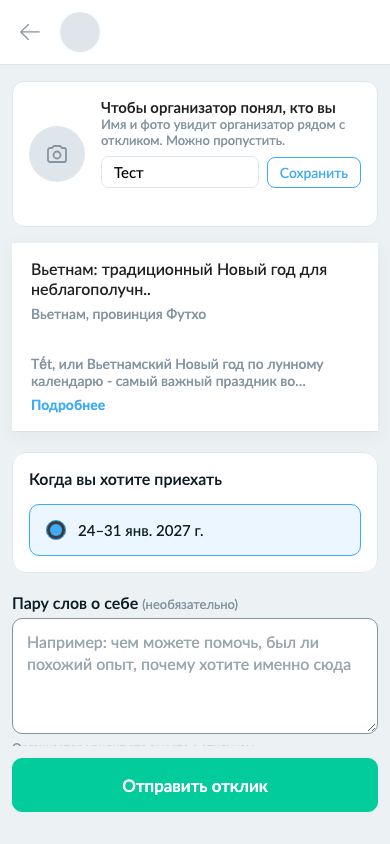 Чтобы организатор понял, кто вы
Имя и фото увидит организатор рядом с
откликом. Можно пропустить.
Тест
Сохранить
Вьетнам: традиционный Новый год для
неблагополучн..
Вьетнам, провинция Футхо
Tết, или Вьетнамский Новый год по лунному
календарю - самый важный праздник во...
Подробнее
Когда вы хотите приехать
24–31 янв. 2027 г.
Пару слов о себе (необязательно)
Например: чем можете помочь, был ли
похожий опыт, почему хотите именно сюда
Отправить отклик